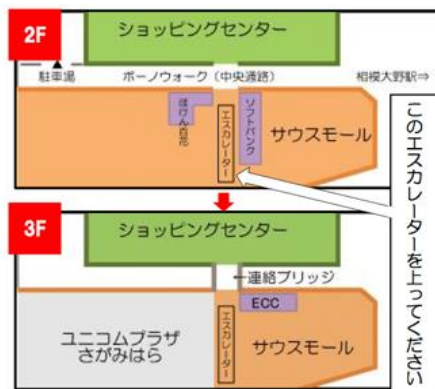 2F
ショッピングセンター
駐車場
ボーノウォーク（中央通路）
相模大野駅⇒
ほけん百花
エスカレーター
ソフトバンク
サウスモール
このエスカレーターを上ってください
3F
ショッピングセンター
連絡ブリッジ
ECC
エスカレーター
ユニコムプラザ
さがみはら
サウスモール